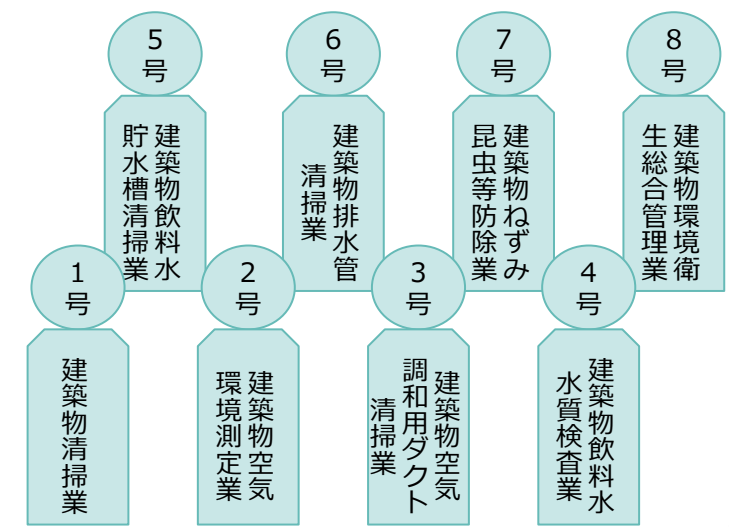 5
号
建築物飲料水
貯水槽清掃業
6
号
建築物排水管
清掃業
7
号
建築物ねずみ
昆虫等防除業
8
号
建築物環境衛
生総合管理業
1
号
建築物清掃業
2
号
建築物空気
環境測定業
3
号
建築物空気
調和用ダクト
清掃業
4
号
建築物飲料水
水質検査業